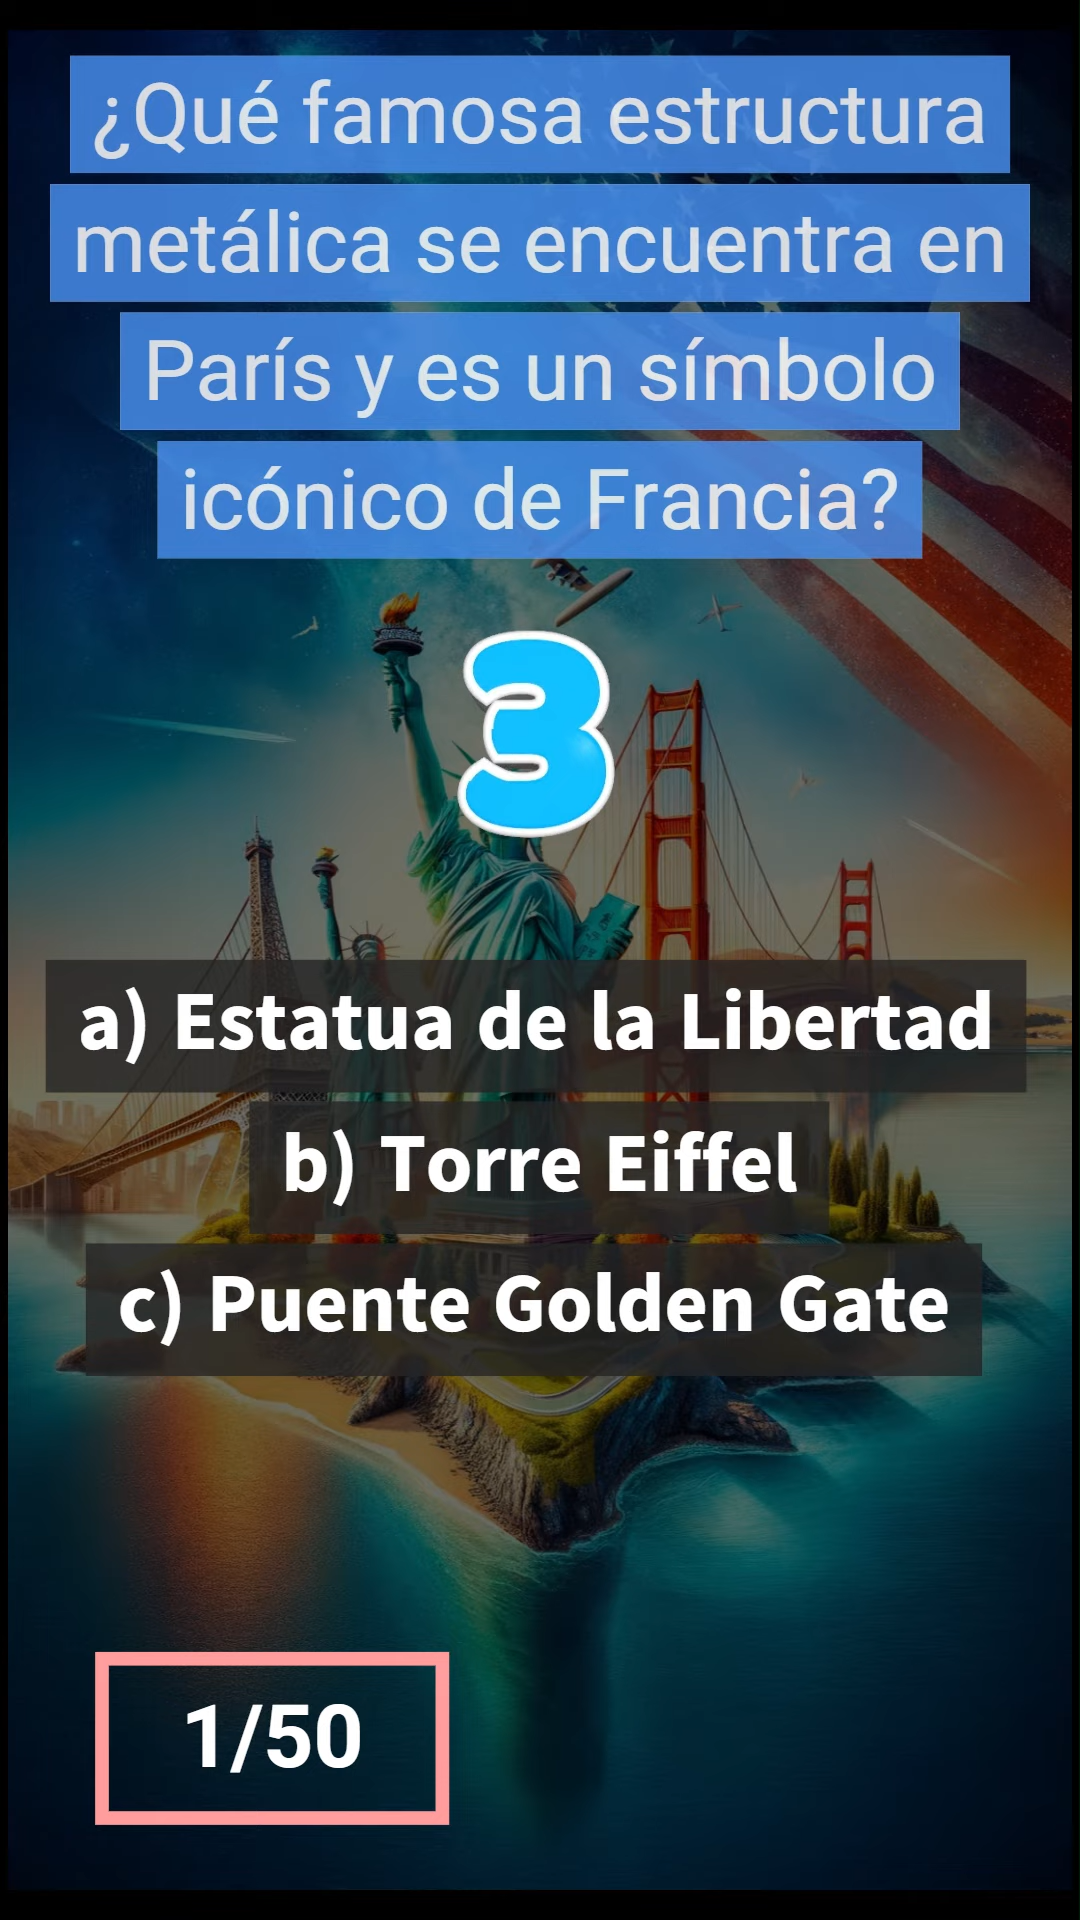 ¿Qué famosa estructura
metálica se encuentra en
París y es un símbolo
icónico de Francia?
3
a) Estatua de la Libertad
b) Torre Eiffel
c) Puente Golden Gate
1/50